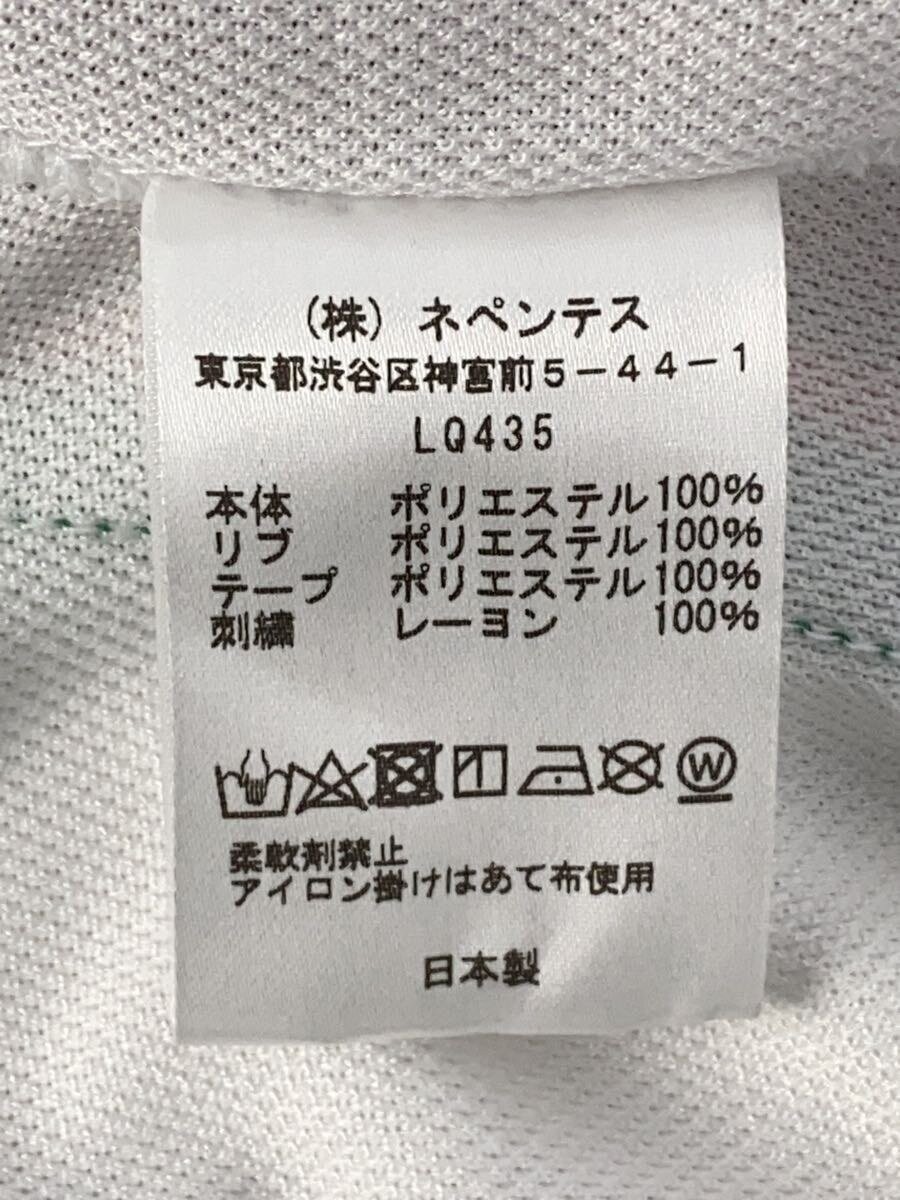 (株) ネペンテス
東京都渋谷区神宮前5-44-1
LQ435
本体 ポリエステル100%
リブ ポリエステル100%
テープ ポリエステル100%
刺繍 レーヨン 100%
W
柔軟剤禁止
アイロン掛けはあて布使用
日本製